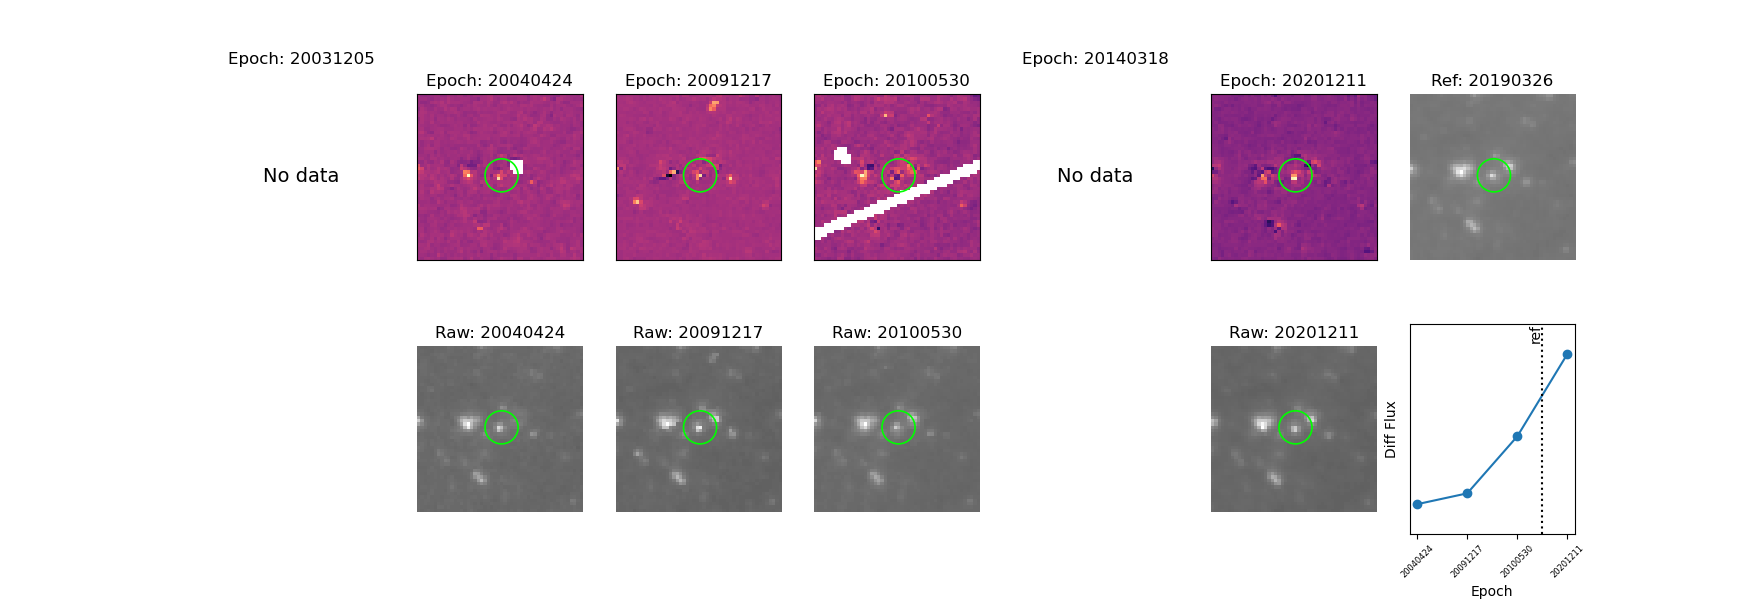 Epoch: 20031205
Epoch: 20040424
Epoch: 20091217
Epoch: 20100530
Epoch: 20140318
Epoch: 20201211
Ref: 20190326
No data
No data
Raw: 20040424
Raw: 20091217
Raw: 20100530
Raw: 20201211
ref
Diff Flux
20040424
20091217
20100530
20201211
Epoch